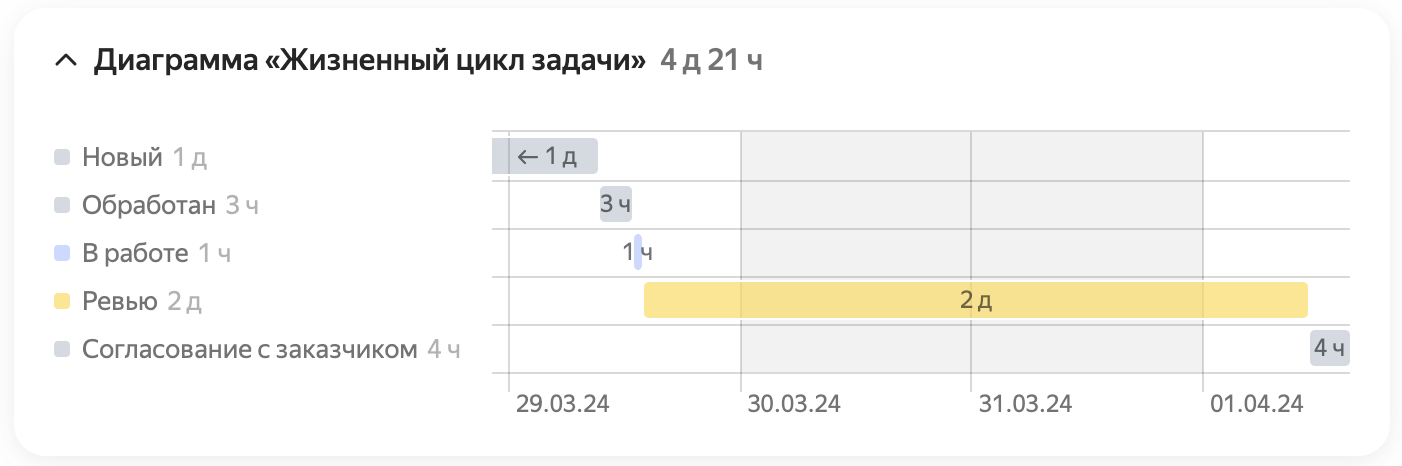 Диаграмма «Жизненный цикл задачи» 4 д 21 ч
Новый 1 д
← 1 д
Обработан 3 ч
3 ч
В работе 1 ч
1 ч
Ревью 2 д
2 д
Согласование с заказчиком 4 ч
4 ч
29.03.24 30.03.24 31.03.24 01.04.24